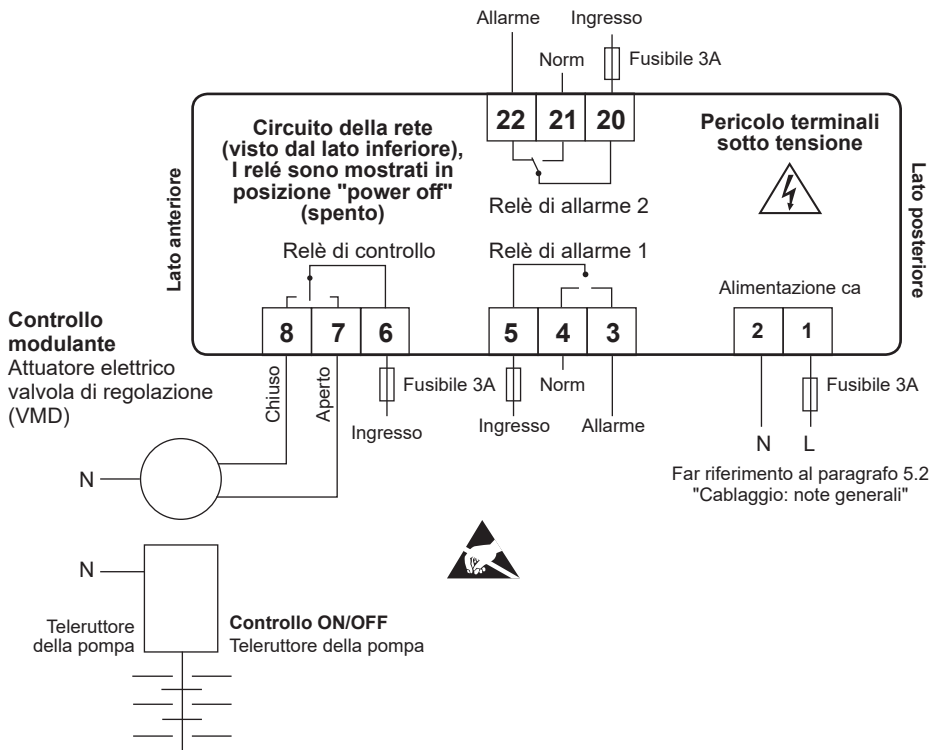 Allarme
Ingresso
Norm
Fusibile 3A
22 21 20
Circuito della rete
(visto dal lato inferiore),
I relé sono mostrati in
posizione "power off"
(spento)
Relè di allarme 2
Pericolo terminali
sotto tensione
Lato anteriore
Lato posteriore
Relè di controllo
Relè di allarme 1
Alimentazione ca
8 7 6
5 4 3
2 1
Controllo
modulante
Attuatore elettrico
valvola di regolazione
(VMD)
Chiuso
Aperto
Fusibile 3A
Ingresso
Norm
Ingresso
Allarme
Fusibile 3A
N L
Far riferimento al paragrafo 5.2
"Cablaggio: note generali"
N
N
Teleruttore
della pompa
Controllo ON/OFF
Teleruttore della pompa